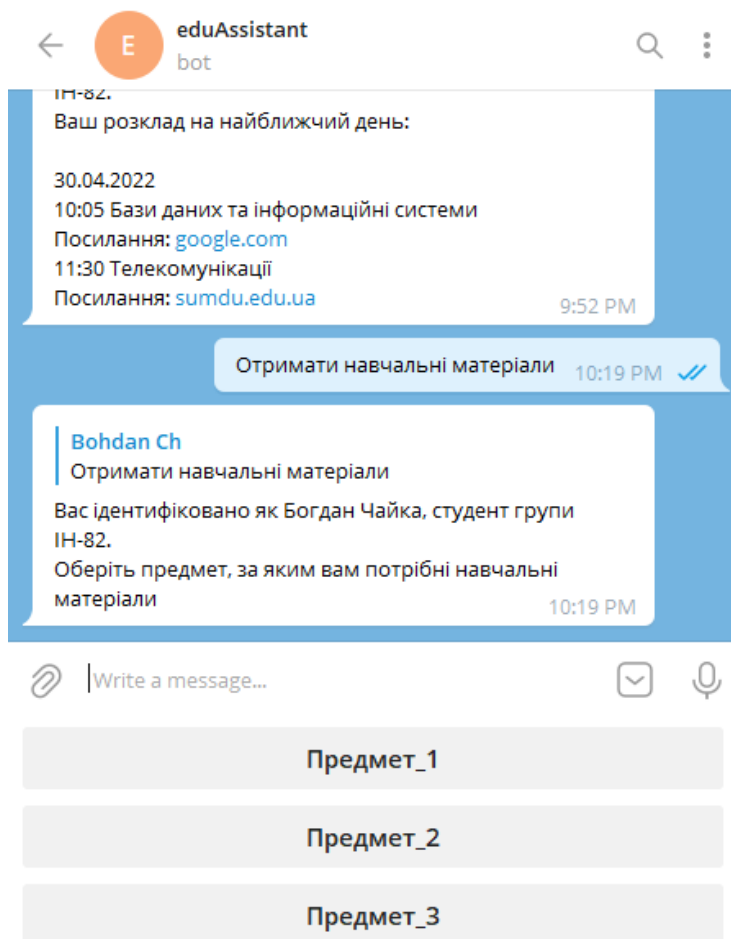 E
eduAssistant
bot
ІН-82.
Ваш розклад на найближчий день:
30.04.2022
10:05 Бази даних та інформаційні системи
Посилання: google.com
11:30 Телекомунікації
Посилання: sumdu.edu.ua
9:52 PM
Отримати навчальні матеріали 10:19 PM
Bohdan Ch
Отримати навчальні матеріали
Вас ідентифіковано як Богдан Чайка, студент групи
ІН-82.
Оберіть предмет, за яким вам потрібні навчальні
матеріали
10:19 PM
Write a message...
Предмет_1
Предмет_2
Предмет_3